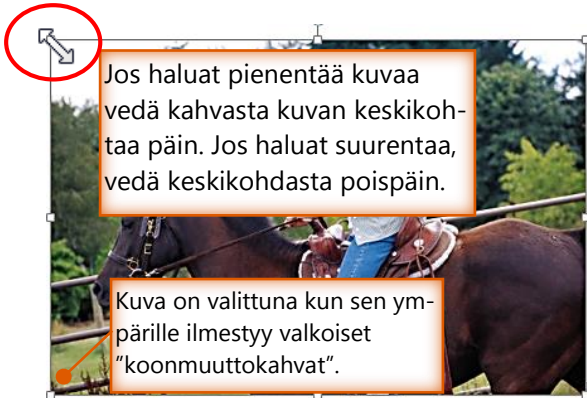 Jos haluat pienentää kuvaa
vedä kahvasta kuvan keskikoh-
taa päin. Jos haluat suurentaa,
vedä keskikohdasta poispäin.
Kuva on valittuna kun sen ym-
pärille ilmestyy valkoiset
”koonmuuttokahvat”.